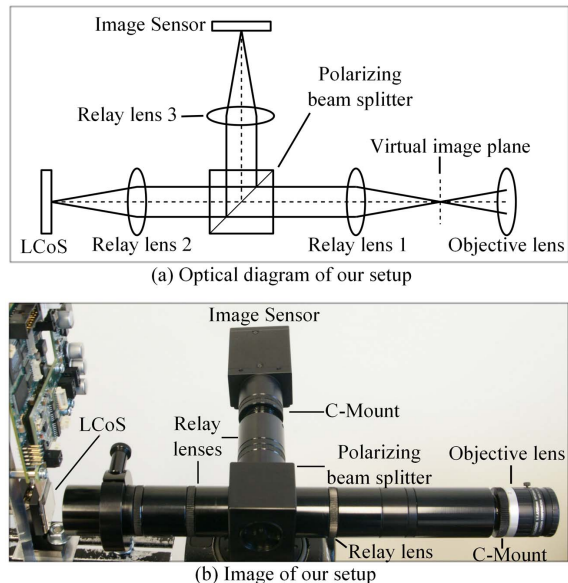 Image Sensor
Polarizing
beam splitter
Relay lens 3
Virtual image plane
LCoS
Relay lens 2
Relay lens 1
Objective lens
(a) Optical diagram of our setup
Image Sensor
C-Mount
LCoS
Relay
lenses
Polarizing
beam splitter
Objective lens
Relay lens
C-Mount
(b) Image of our setup